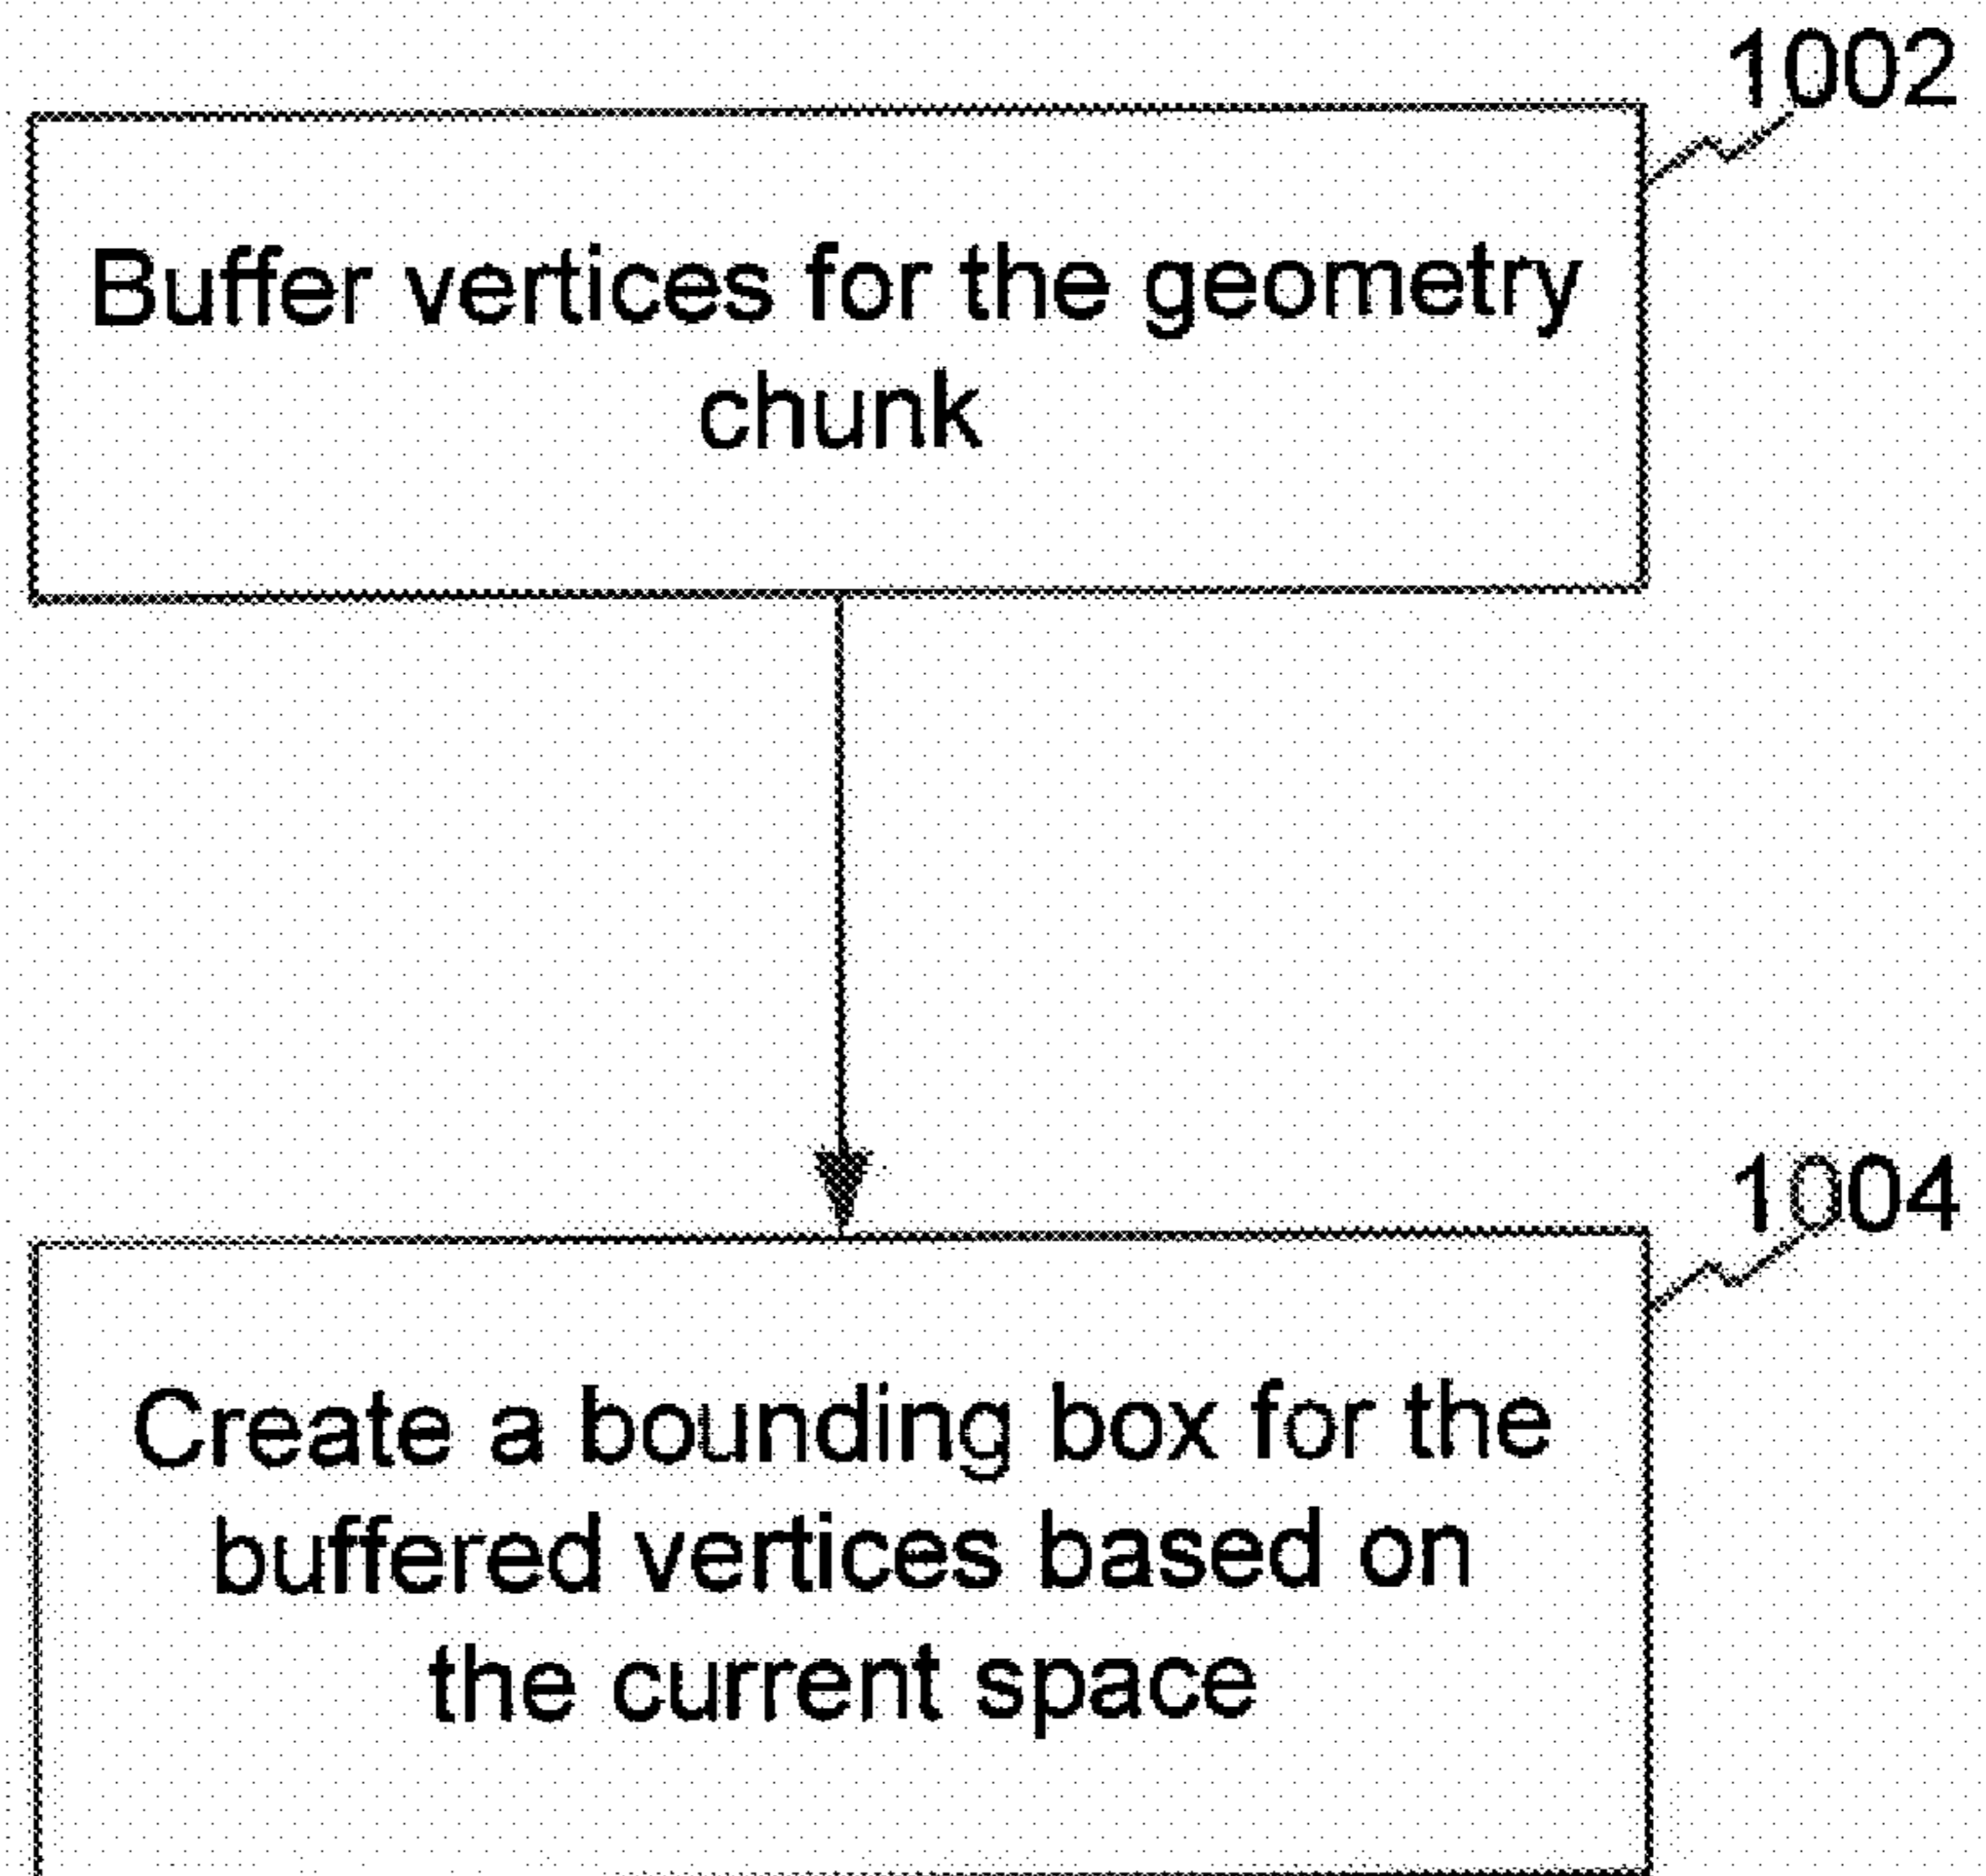 1002
Buffer vertices for the geometry
chunk
1004
Create a bounding box for the
buffered vertices based on
the current space